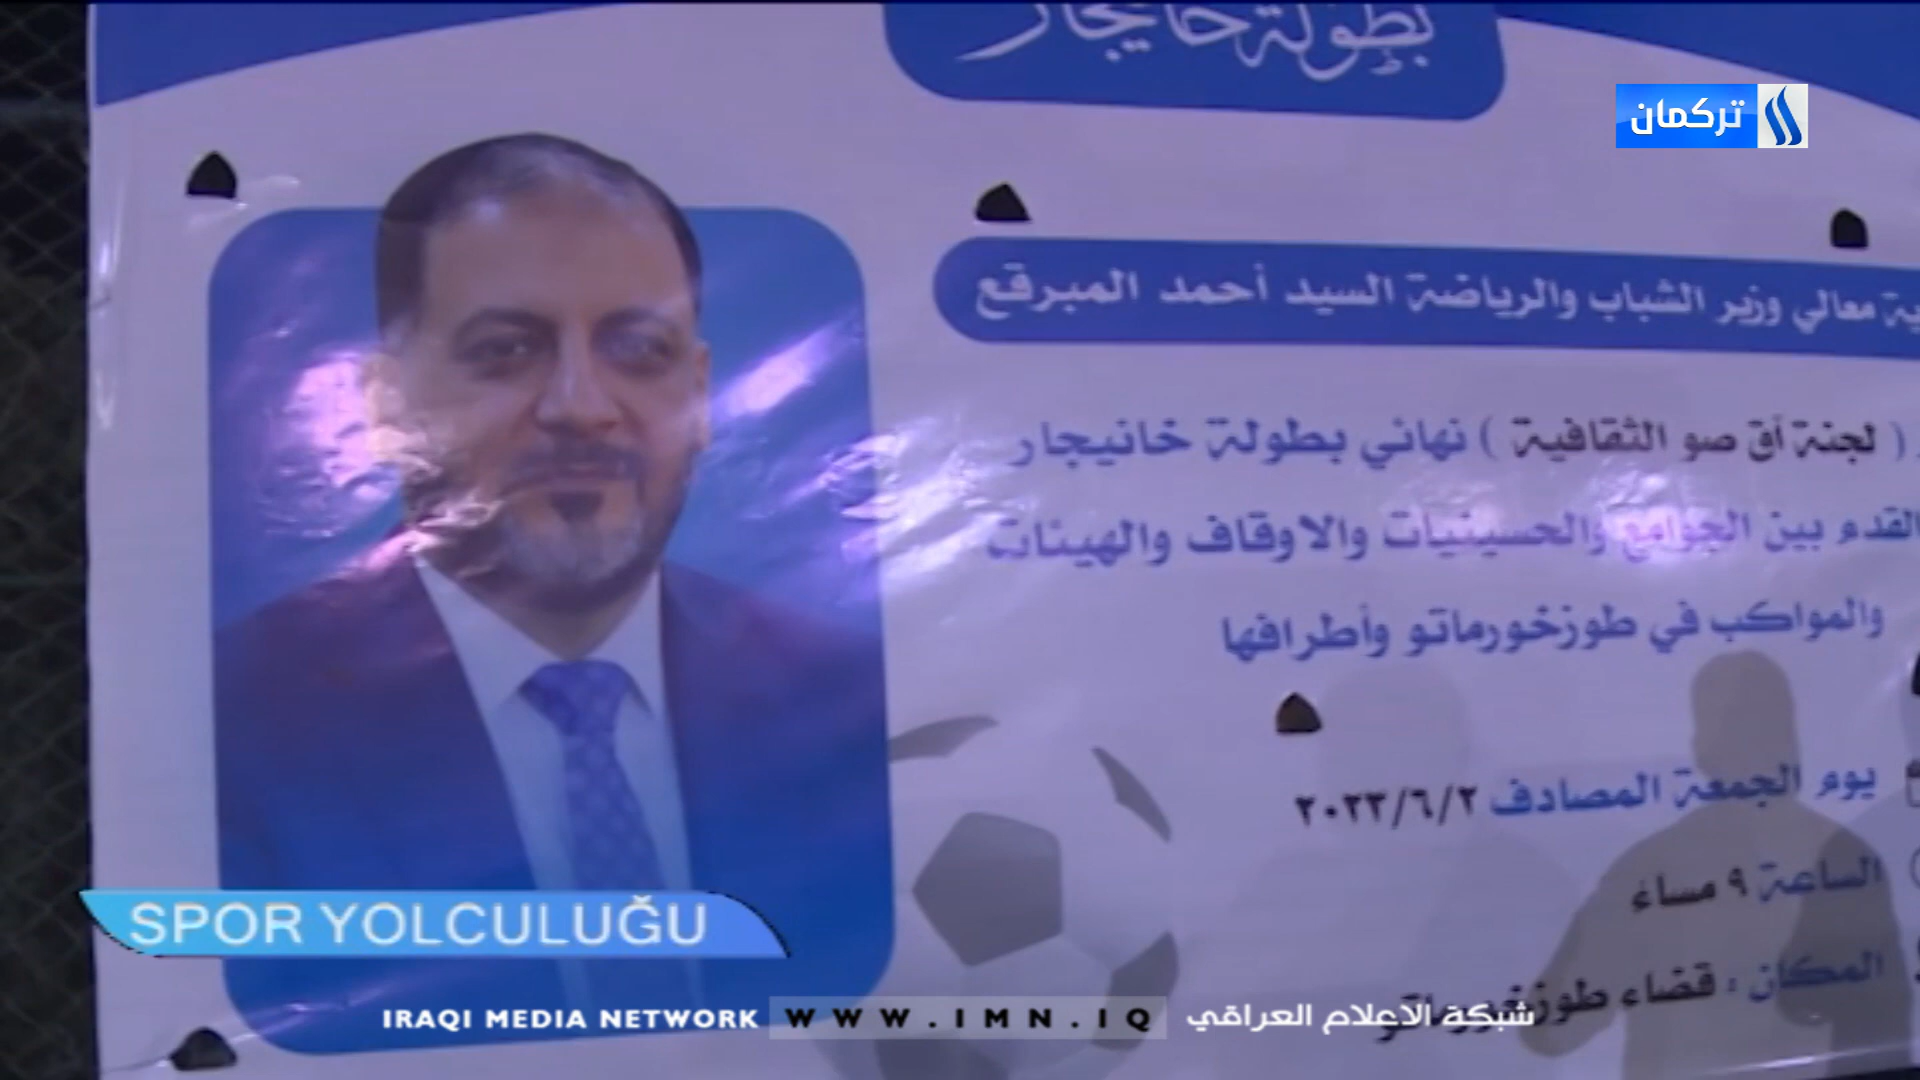 بطولة خانيجار
تركمان
معالي وزير الشباب والرياضة السيد أحمد المبرقع
( لجنة آق صو الثقافية ) نهائي بطولة خانيجار
القدم بين الجوامع والحسينيات والاوقاف والهيئات
والمواكب في طوزخورماتو وأطرافها
يوم الجمعة المصادف ٢٠٢٣/٦/٢
الساعة ٩ مساءً
المكان : قضاء طوزخورماتو
SPOR YOLCULUĞU
IRAQI MEDIA NETWORK WWW.IMN.IQ شبكة الاعلام العراقي